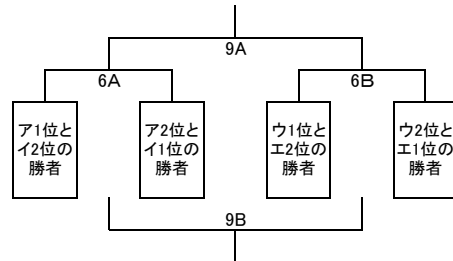 9A
6A
6B
ア1位と
イ2位の
勝者
ア2位と
イ1位の
勝者
ウ1位と
エ2位の
勝者
ウ2位と
エ1位の
勝者
9B